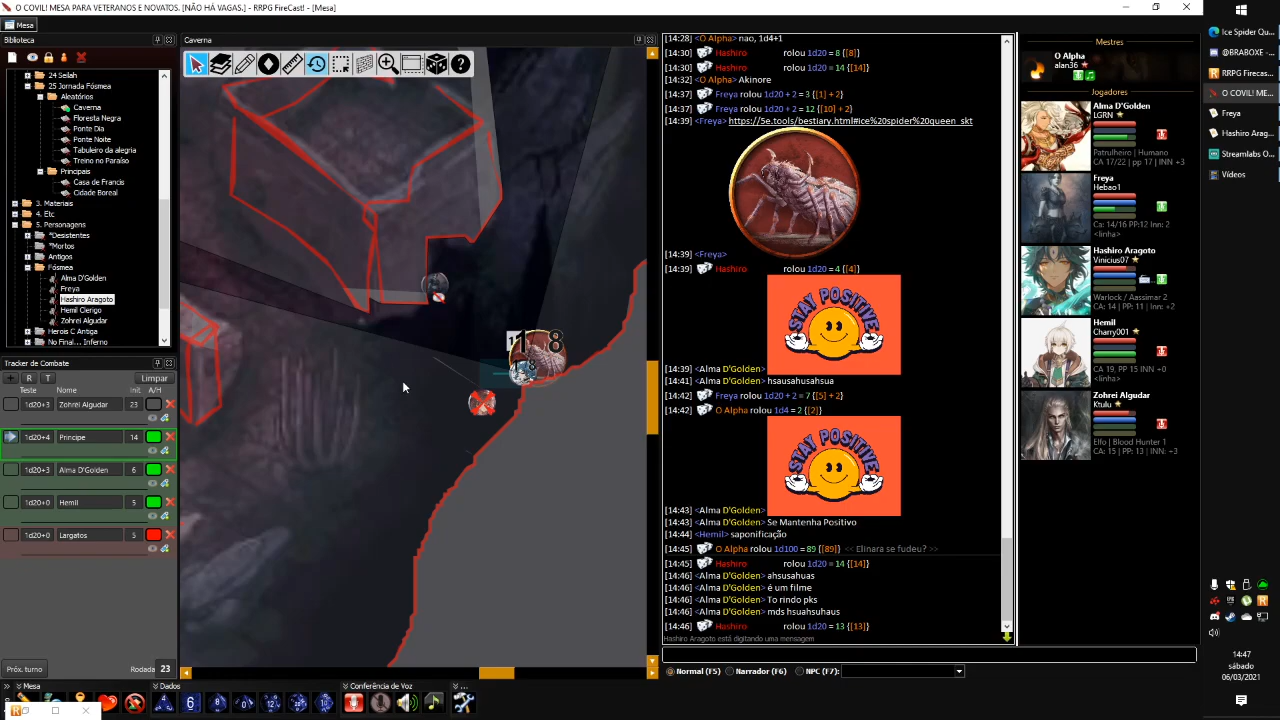 O COVIL! MESA PARA VETERANOS E NOVATOS. [NÃO HÁ VAGAS.] - RRPG FireCast! - [Mesa]
Mesa
Biblioteca
24 Selah
25 Jornada Fósmea
Aleatórios
Caverna
Floresta Negra
Ponte Dia
Ponte Noite
Tabuleiro da alegria
Treino no Paraíso
Principais
Casa de Francis
Cidade Boreal
3. Materiais
4. Etc
5. Personagens
*Desistentes
*Mortos
Antigos
Fósmea
Alma D'Golden
Freya
Hashiro Aragoto
Hemil Clerigo
Zohrei Algudar
Herois C Antiga
No Final... Inferno
Tracker de Combate
R T Limpar
Teste Nome Init. A/H
1d20+3 Zohrei Algudar 23
1d20+4 Principe 14
1d20+3 Alma D'Golden 6
1d20+0 Hemil 5
1d20+0 Largatos 5
Próx. turno Rodada 23
Mesa Dados Conferência de Voz ...
Caverna
1 8
[14:28] <O Alpha> nao, 1d4+1
[14:30] Hashiro rolou 1d20 = 8 {[8]}
[14:30] Hashiro rolou 1d20 = 14 {[14]}
[14:32] <O Alpha> Akinore
[14:37] Freya rolou 1d20 + 2 = 3 {[1] + 2}
[14:37] Freya rolou 1d20 + 2 = 12 {[10] + 2}
[14:39] <Freya> https://5e.tools/bestiary.html#ice%20spider%20queen_skt
[14:39] <Freya>
[14:39] Hashiro rolou 1d20 = 4 {[4]}
STAY POSITIVE
[14:39] <Alma D'Golden>
[14:41] <Alma D'Golden> hsausahusahsua
[14:42] Freya rolou 1d20 + 2 = 7 {[5] + 2}
[14:42] O Alpha rolou 1d4 = 2 {[2]}
STAY POSITIVE
[14:43] <Alma D'Golden>
[14:43] <Alma D'Golden> Se Mantenha Positivo
[14:44] <Hemil> saponificação
[14:45] O Alpha rolou 1d100 = 89 {[89]} << Elinara se fudeu? >>
[14:45] Hashiro rolou 1d20 = 14 {[14]}
[14:46] <Alma D'Golden> ahsusahuas
[14:46] <Alma D'Golden> é um filme
[14:46] <Alma D'Golden> To rindo pks
[14:46] <Alma D'Golden> mds hsuahsuhaus
[14:46] Hashiro rolou 1d20 = 13 {[13]}
Hashiro Aragoto está digitando uma mensagem
Normal (F5) Narrador (F6) NPC (F7):
Mestres
O Alpha
alan36
Jogadores
Alma D'Golden
LGRN
Patrulheiro | Humano
CA 17/22 | pp 17 | INN +3
Freya
Hebao1
Ca: 14/16 PP:12 Inn: 2
<linha>
Hashiro Aragoto
Vinicius07
Warlock / Aassimar 2
CA: 14 | PP: 11 | Inn: +2
Hemil
Charry001
CA 19, PP 15 INN +0
<linha>
Zohrei Algudar
Ktulu
Elfo | Blood Hunter 1
CA: 15 | PP: 13 | INN: +3
Ice Spider Qu...
@BRABOXE -...
RRPG Firecas...
O COVIL! ME...
Freya
Hashiro Arag...
Streamlabs O...
Vídeos
14:47
sábado
06/03/2021